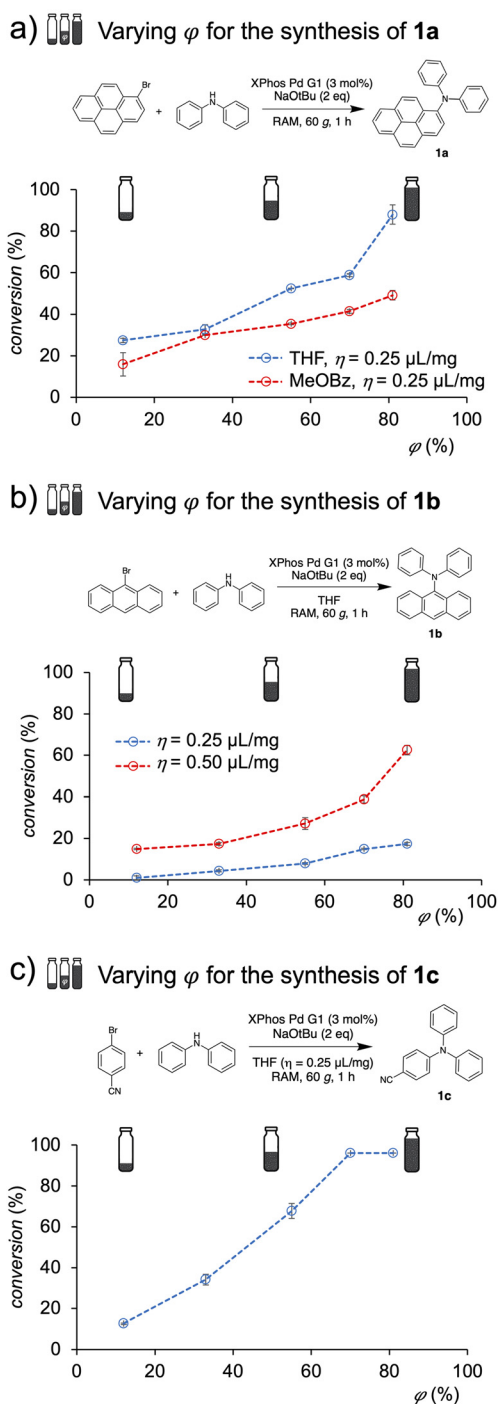 a) φ Varying φ for the synthesis of 1a
Br
H
N
+
XPhos Pd G1 (3 mol%)
NaOtBu (2 eq)
RAM, 60 g, 1 h
N
1a
conversion (%)
100
80
60
40
20
0
THF, η = 0.25 µL/mg
MeOBz, η = 0.25 µL/mg
0 20 40 60 80 100
φ (%)
b) φ Varying φ for the synthesis of 1b
Br
H
N
+
XPhos Pd G1 (3 mol%)
NaOtBu (2 eq)
THF
RAM, 60 g, 1 h
N
1b
conversion (%)
100
80
60
40
20
0
η = 0.25 µL/mg
η = 0.50 µL/mg
0 20 40 60 80 100
φ (%)
c) φ Varying φ for the synthesis of 1c
Br
CN
+
H
N
XPhos Pd G1 (3 mol%)
NaOtBu (2 eq)
THF (η = 0.25 µL/mg)
RAM, 60 g, 1 h
N
NC
1c
conversion (%)
100
80
60
40
20
0
0 20 40 60 80 100
φ (%)